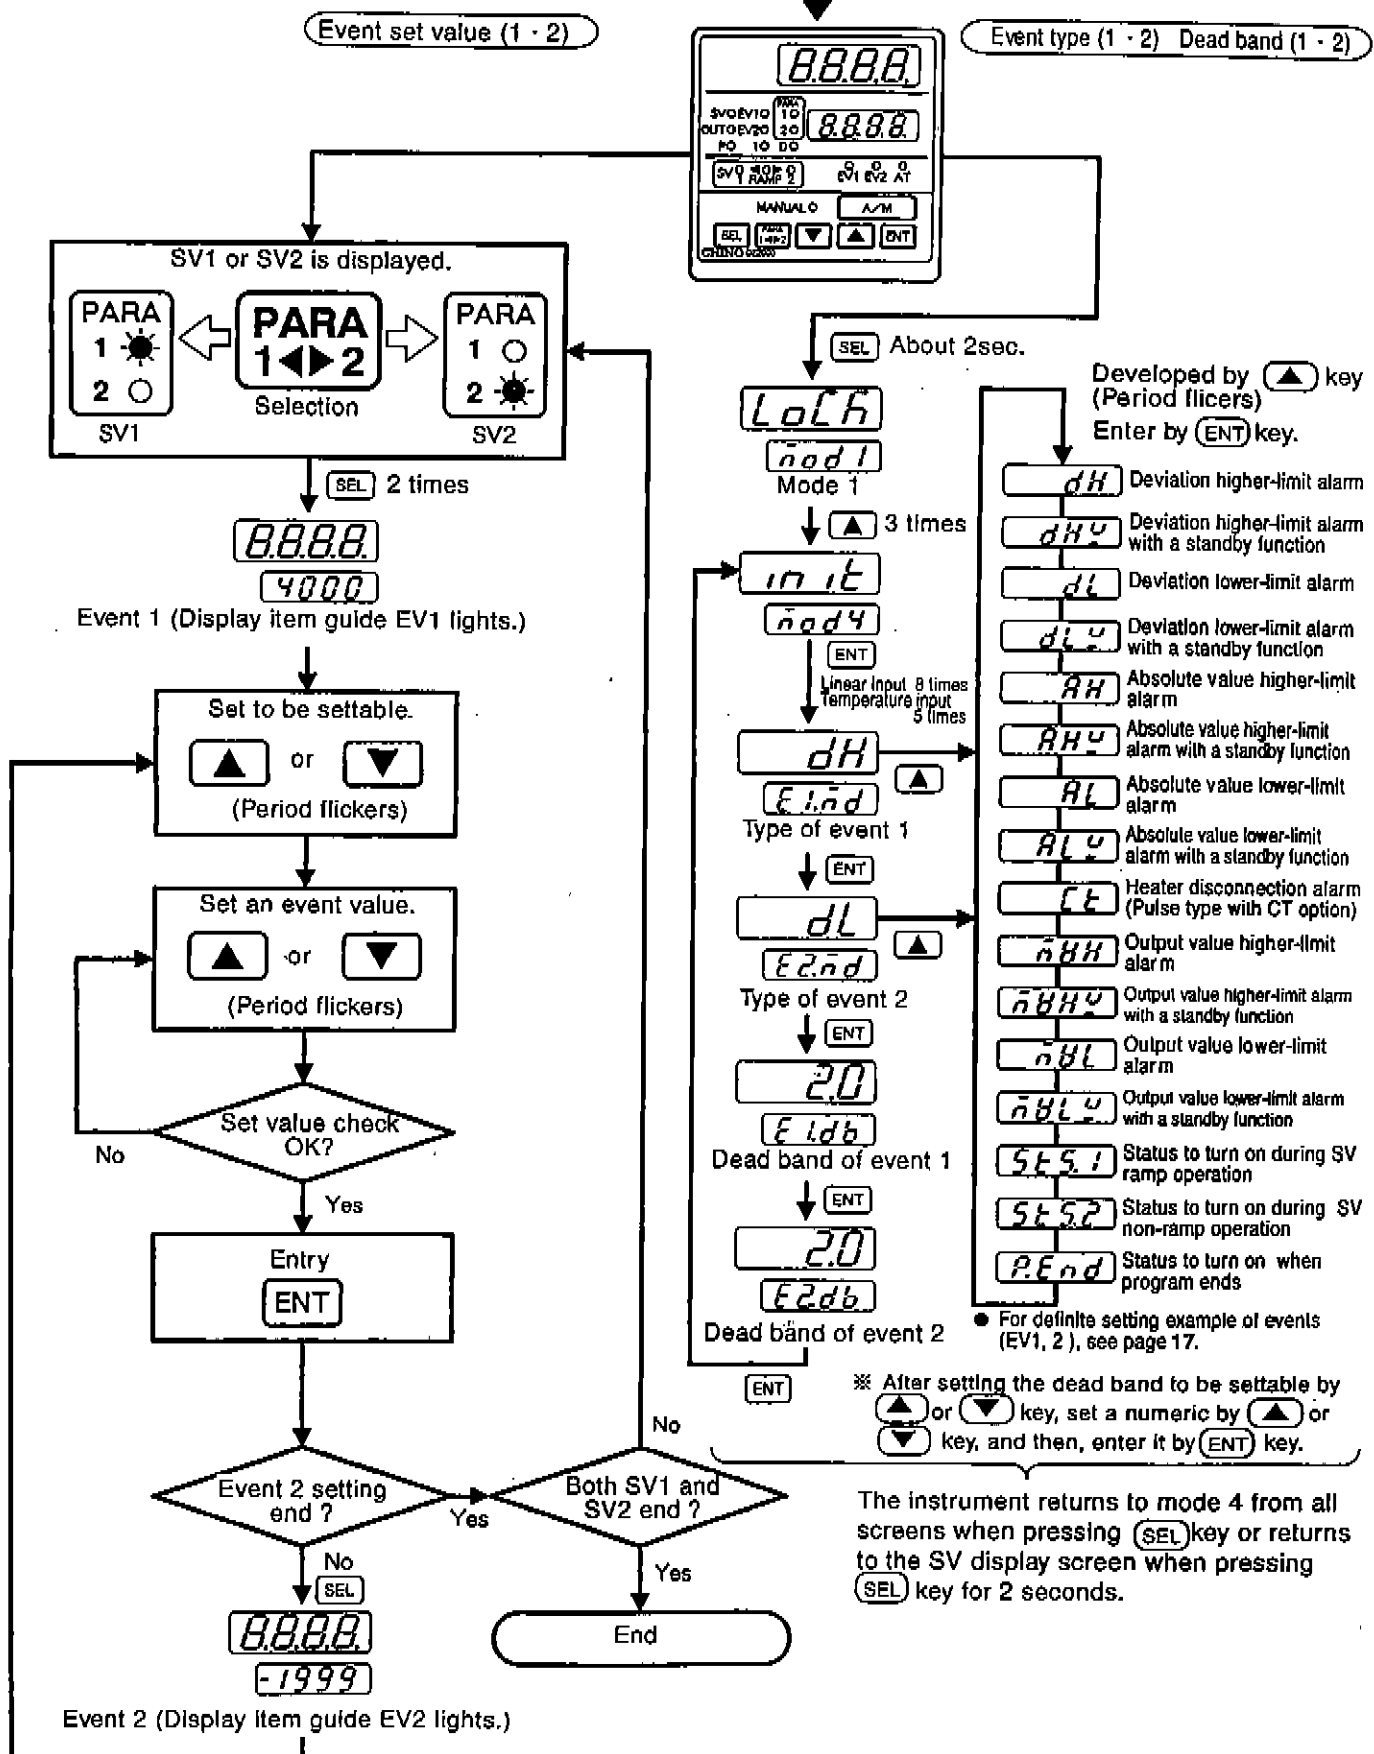 Event set value (1 · 2)
Event type (1 · 2) Dead band (1 · 2)
8.8.8.8.
SV EV1 PARA 1
OUT EV2 2
8.8.8.8.
SV 1 RAMP 2 EV1 EV2 AT
MANUAL A/M
SEL PARA 1◀▶2 ▼ ▲ ENT
CHINO
SV1 or SV2 is displayed.
PARA
1
2
SV1
PARA
1◀▶2
Selection
PARA
1
2
SV2
SEL 2 times
8.8.8.8.
4000
Event 1 (Display item guide EV1 lights.)
Set to be settable.
▲ or ▼
(Period flickers)
Set an event value.
▲ or ▼
(Period flickers)
Set value check
OK?
No
Yes
Entry
ENT
Event 2 setting
end ?
Yes
No
SEL
8.8.8.8.
-1999
Event 2 (Display item guide EV2 lights.)
Both SV1 and
SV2 end ?
No
Yes
End
SEL About 2sec.
LoCK
mod1
Mode 1
▲ 3 times
init
mod4
ENT
Linear Input 8 times
Temperature input
5 times
dH
E1.md
Type of event 1
▲
ENT
dL
E2.md
Type of event 2
▲
ENT
2.0
E1.db
Dead band of event 1
ENT
2.0
E2.db
Dead band of event 2
ENT
Developed by ▲ key
(Period flicers)
Enter by ENT key.
dH Deviation higher-limit alarm
Deviation higher-limit alarm
with a standby function
dL Deviation lower-limit alarm
Deviation lower-limit alarm
with a standby function
AH Absolute value higher-limit
alarm
Absolute value higher-limit
alarm with a standby function
AL Absolute value lower-limit
alarm
Absolute value lower-limit
alarm with a standby function
Ct Heater disconnection alarm
(Pulse type with CT option)
Output value higher-limit
alarm
Output value higher-limit alarm
with a standby function
Output value lower-limit
alarm
Output value lower-limit alarm
with a standby function
StS.1 Status to turn on during SV
ramp operation
StS.2 Status to turn on during SV
non-ramp operation
P.End Status to turn on when
program ends
● For definite setting example of events
(EV1, 2 ), see page 17.
※ After setting the dead band to be settable by
▲ or ▼ key, set a numeric by ▲ or
▼ key, and then, enter it by ENT key.
The instrument returns to mode 4 from all
screens when pressing SEL key or returns
to the SV display screen when pressing
SEL key for 2 seconds.